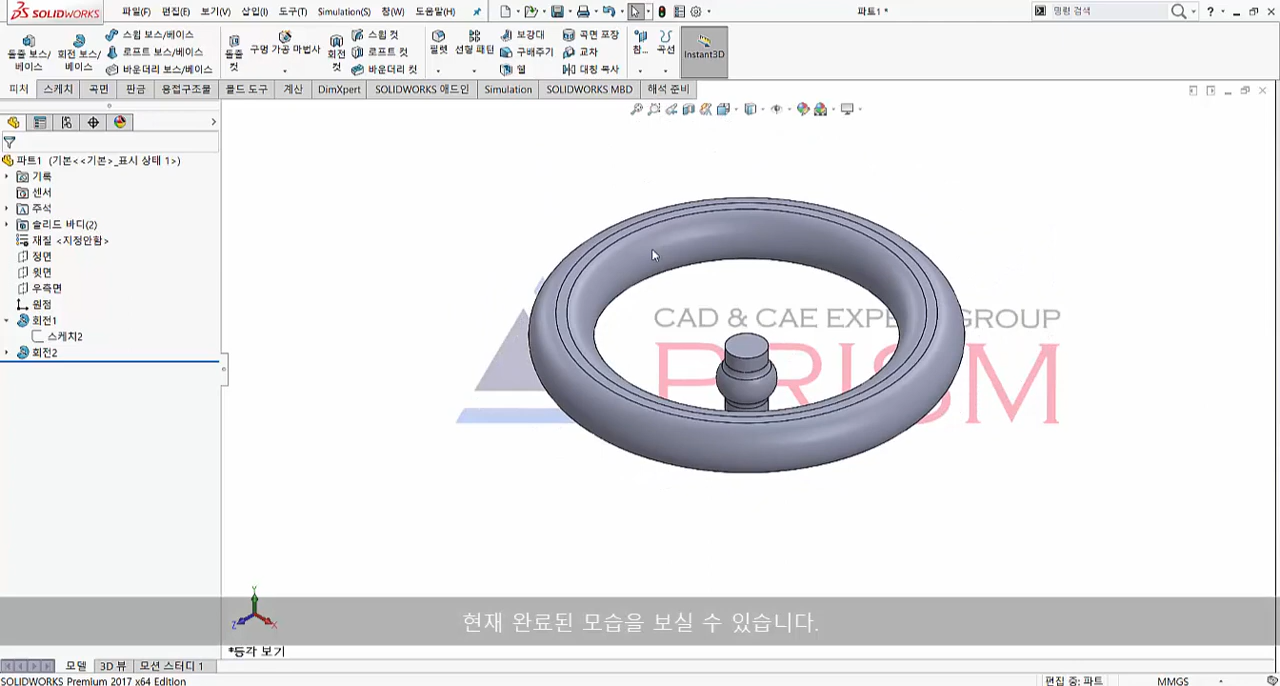 SOLIDWORKS
파일(F) 편집(E) 보기(V) 삽입(I) 도구(T) Simulation(S) 창(W) 도움말(H)
파트1 *
명령 검색
돌출 보스/베이스
회전 보스/베이스
스윕 보스/베이스
로프트 보스/베이스
바운더리 보스/베이스
돌출 컷
구멍 가공 마법사
회전 컷
스윕 컷
로프트 컷
바운더리 컷
필렛
선형 패턴
보강대
구배주기
쉘
곡면 포장
교차
대칭 복사
참...
곡선
Instant3D
피처 스케치 곡면 판금 용접구조물 몰드 도구 계산 DimXpert SOLIDWORKS 애드인 Simulation SOLIDWORKS MBD 해석 준비
파트1 (기본<<기본>_표시 상태 1>)
기록
센서
주석
솔리드 바디(2)
재질 <지정안함>
정면
윗면
우측면
원점
회전1
스케치2
회전2
CAD & CAE EXPE GROUP
PRISM
Y
Z
X
현재 완료된 모습을 보실 수 있습니다.
*등각 보기
모델 3D 뷰 모션 스터디 1
SOLIDWORKS Premium 2017 x64 Edition
편집 중: 파트
MMGS